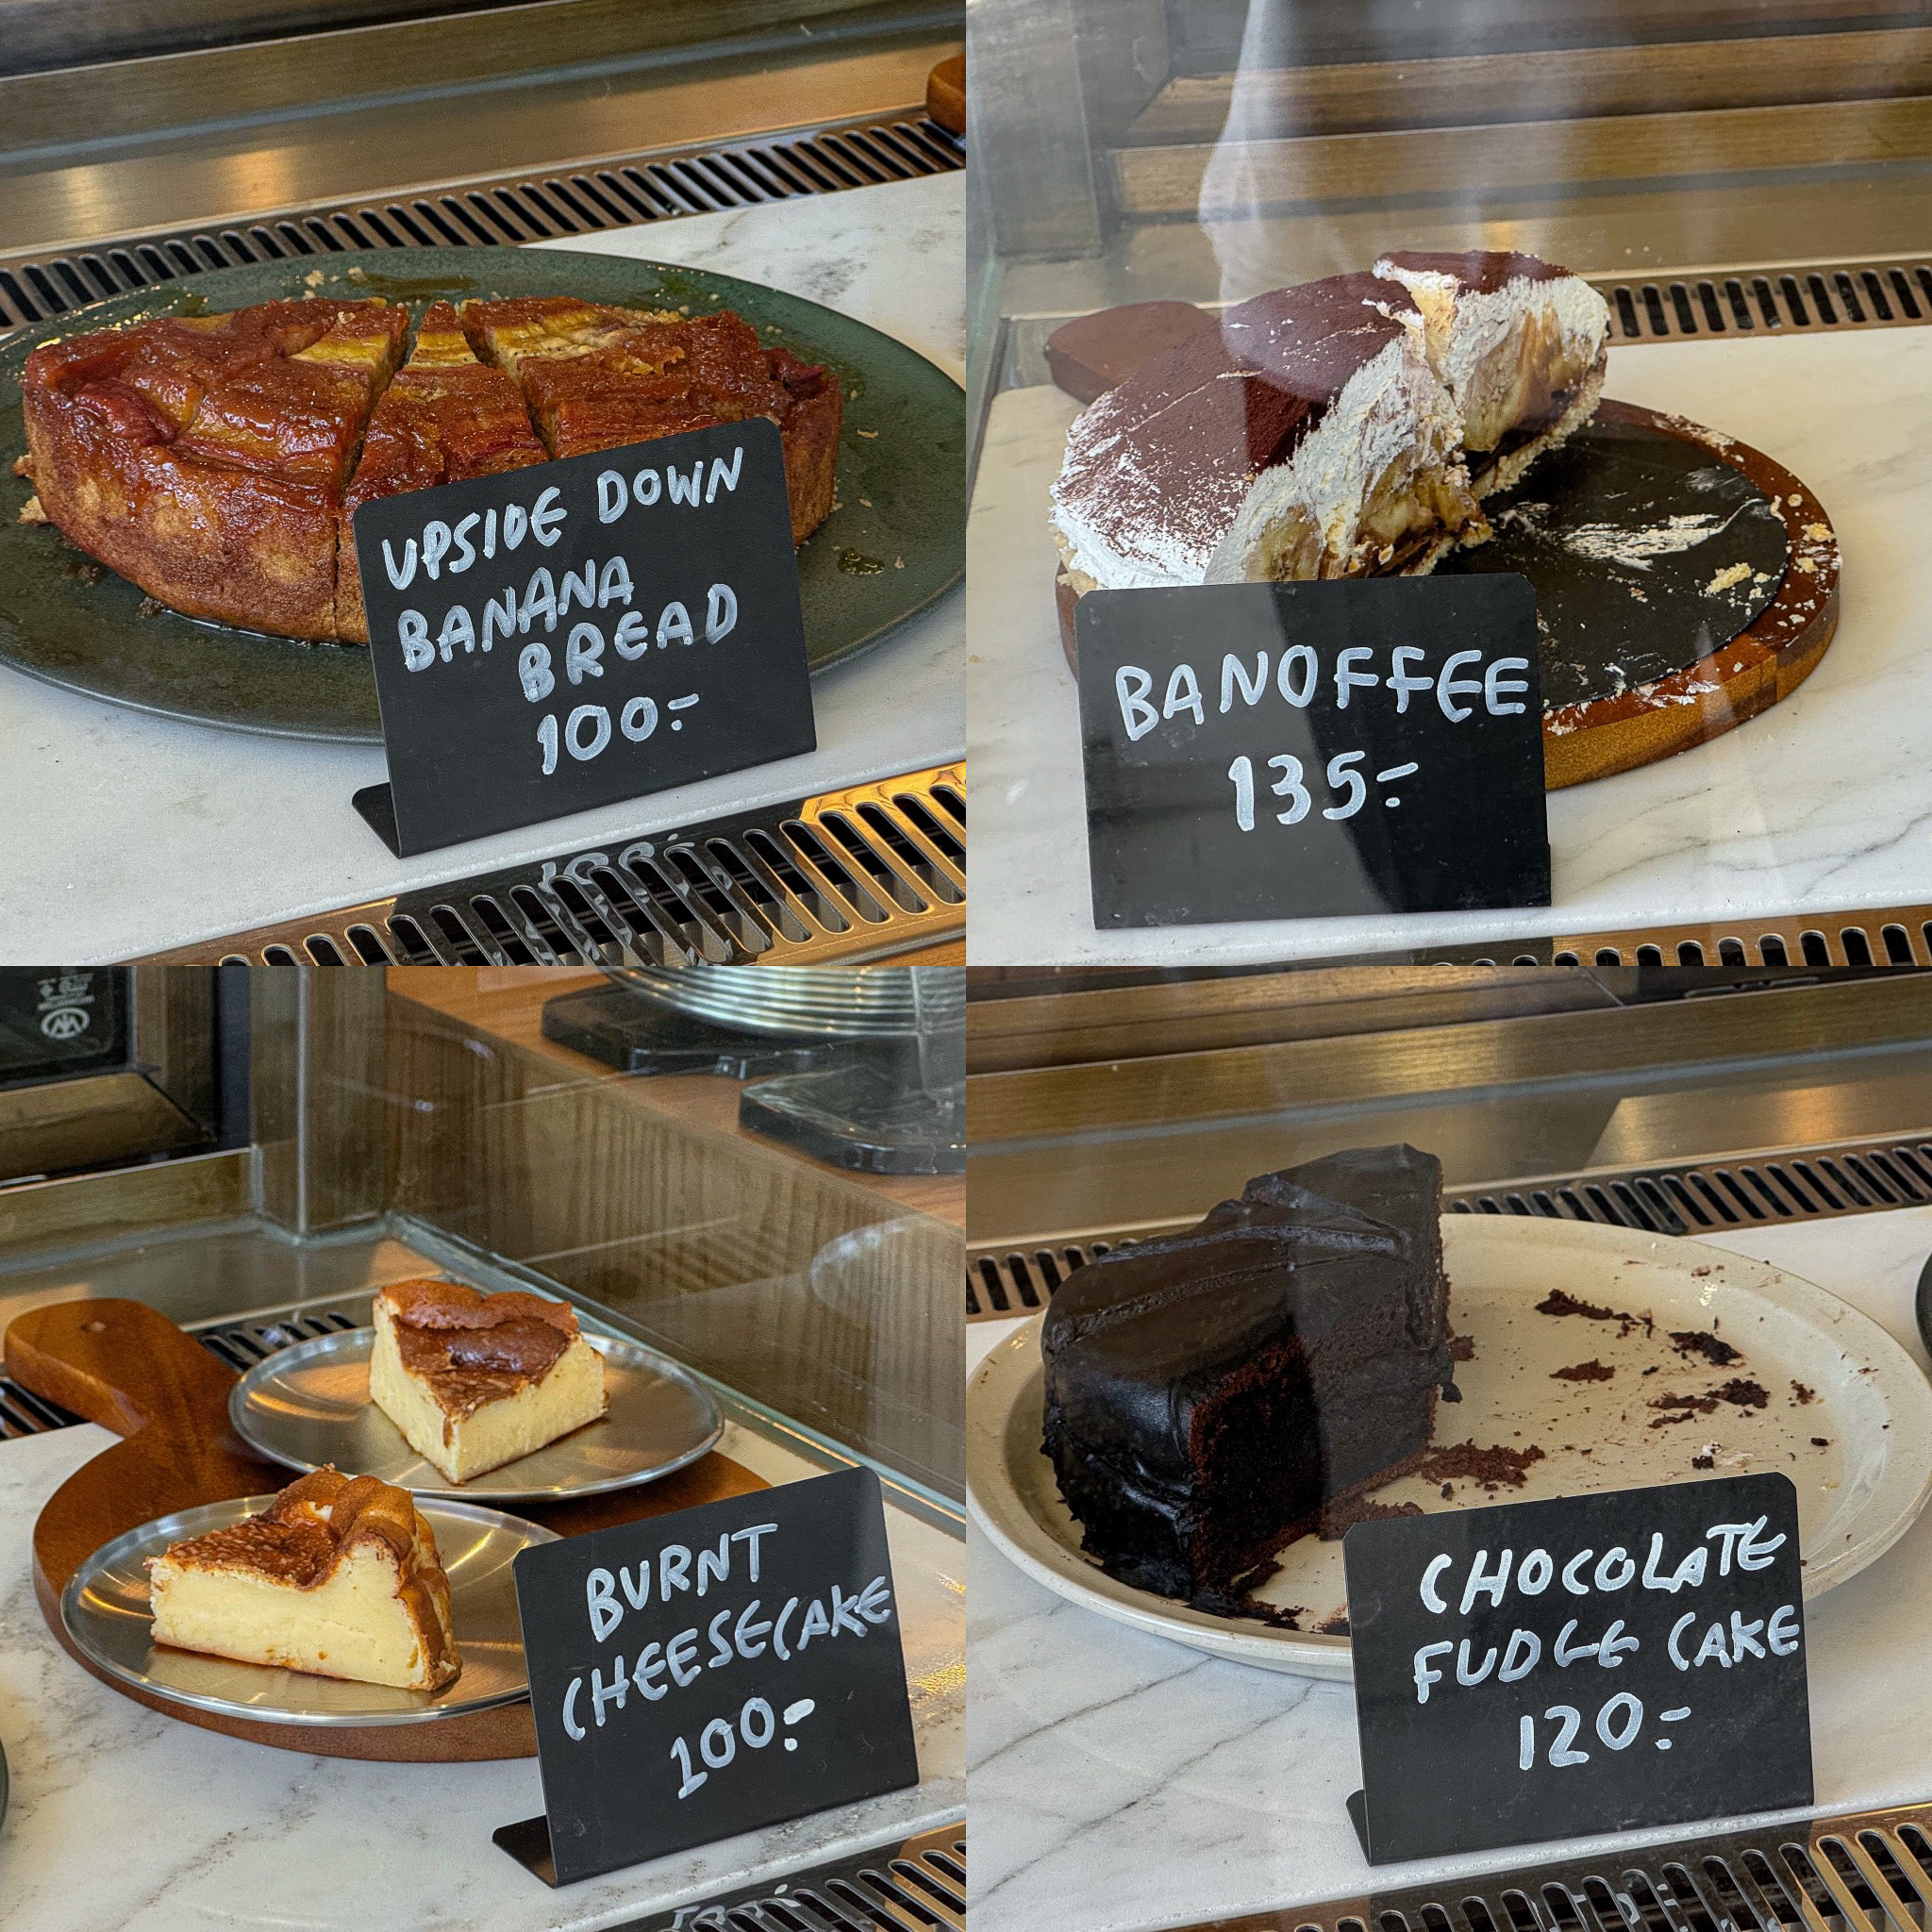 UPSIDE DOWN
BANANA
BREAD
100.-
BANOFFEE
135.-
BURNT
CHEESECAKE
100.-
CHOCOLATE
FUDGE CAKE
120.-